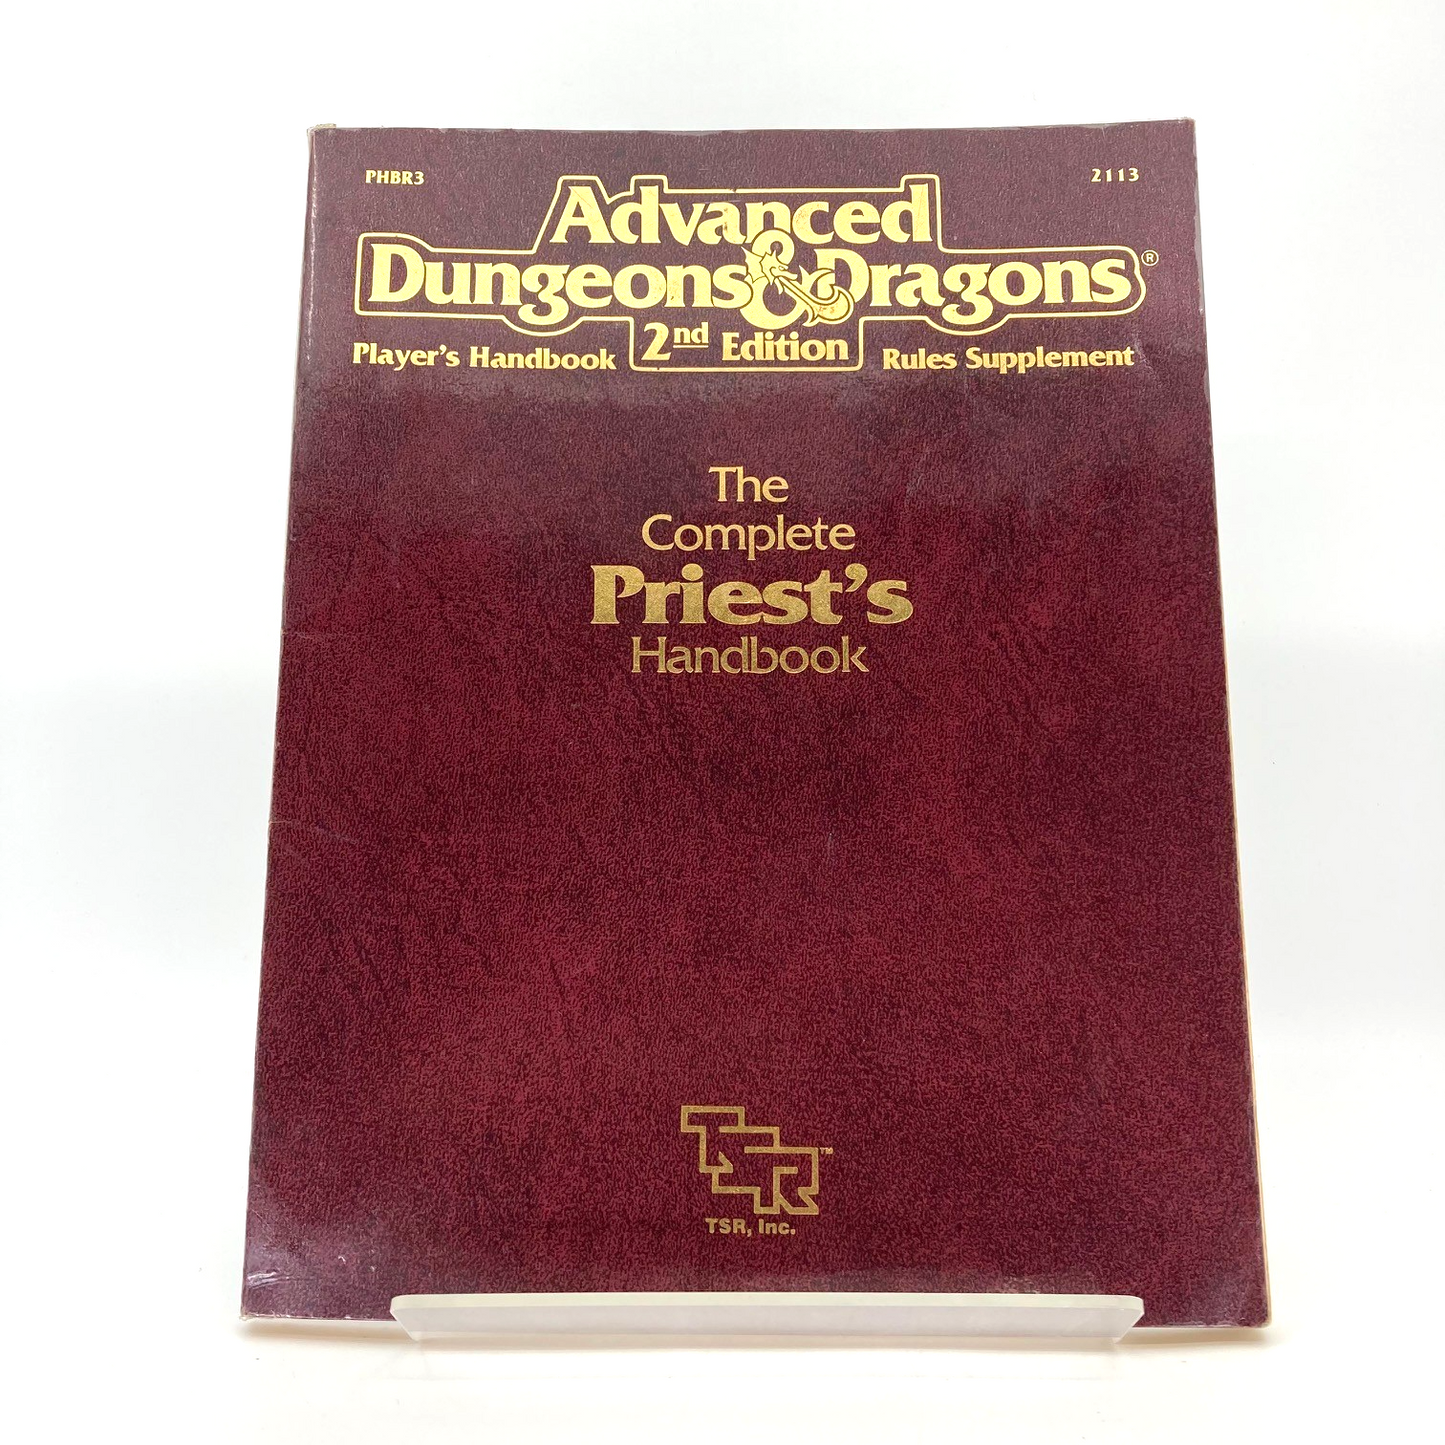 PHBR3
2113
Advanced
Dungeons & Dragons®
2nd Edition
Player's Handbook
Rules Supplement
The
Complete
Priest's
Handbook
TSR™
TSR, Inc.